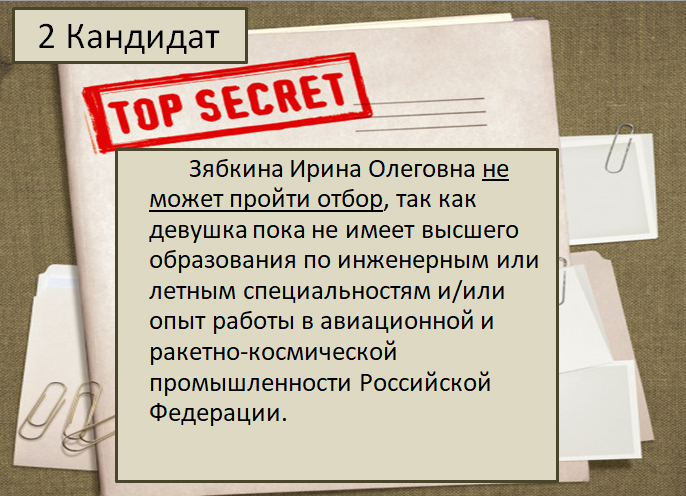 2 Кандидат
TOP SECRET
Зябкина Ирина Олеговна не
может пройти отбор, так как
девушка пока не имеет высшего
образования по инженерным или
летным специальностям и/или
опыт работы в авиационной и
ракетно-космической
промышленности Российской
Федерации.